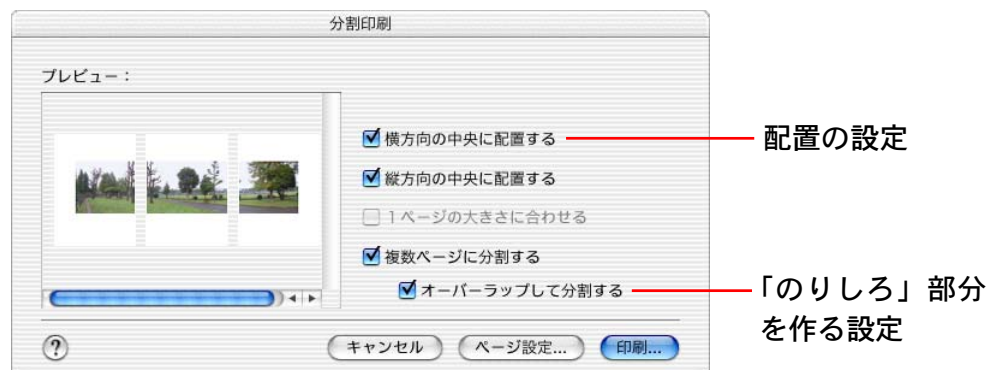 分割印刷
プレビュー：
横方向の中央に配置する
配置の設定
縦方向の中央に配置する
1ページの大きさに合わせる
複数ページに分割する
オーバーラップして分割する
「のりしろ」部分
を作る設定
?
キャンセル
ページ設定...
印刷...